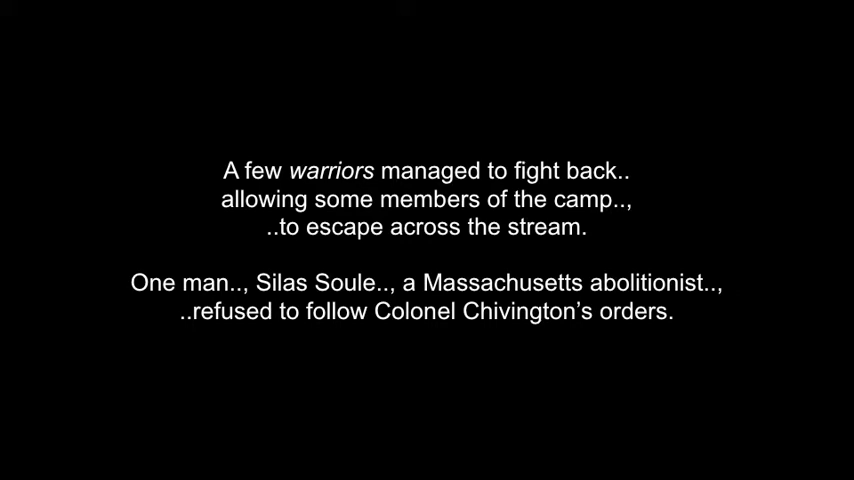 A few warriors managed to fight back..
allowing some members of the camp..,
..to escape across the stream.
One man.., Silas Soule.., a Massachusetts abolitionist..,
..refused to follow Colonel Chivington’s orders.